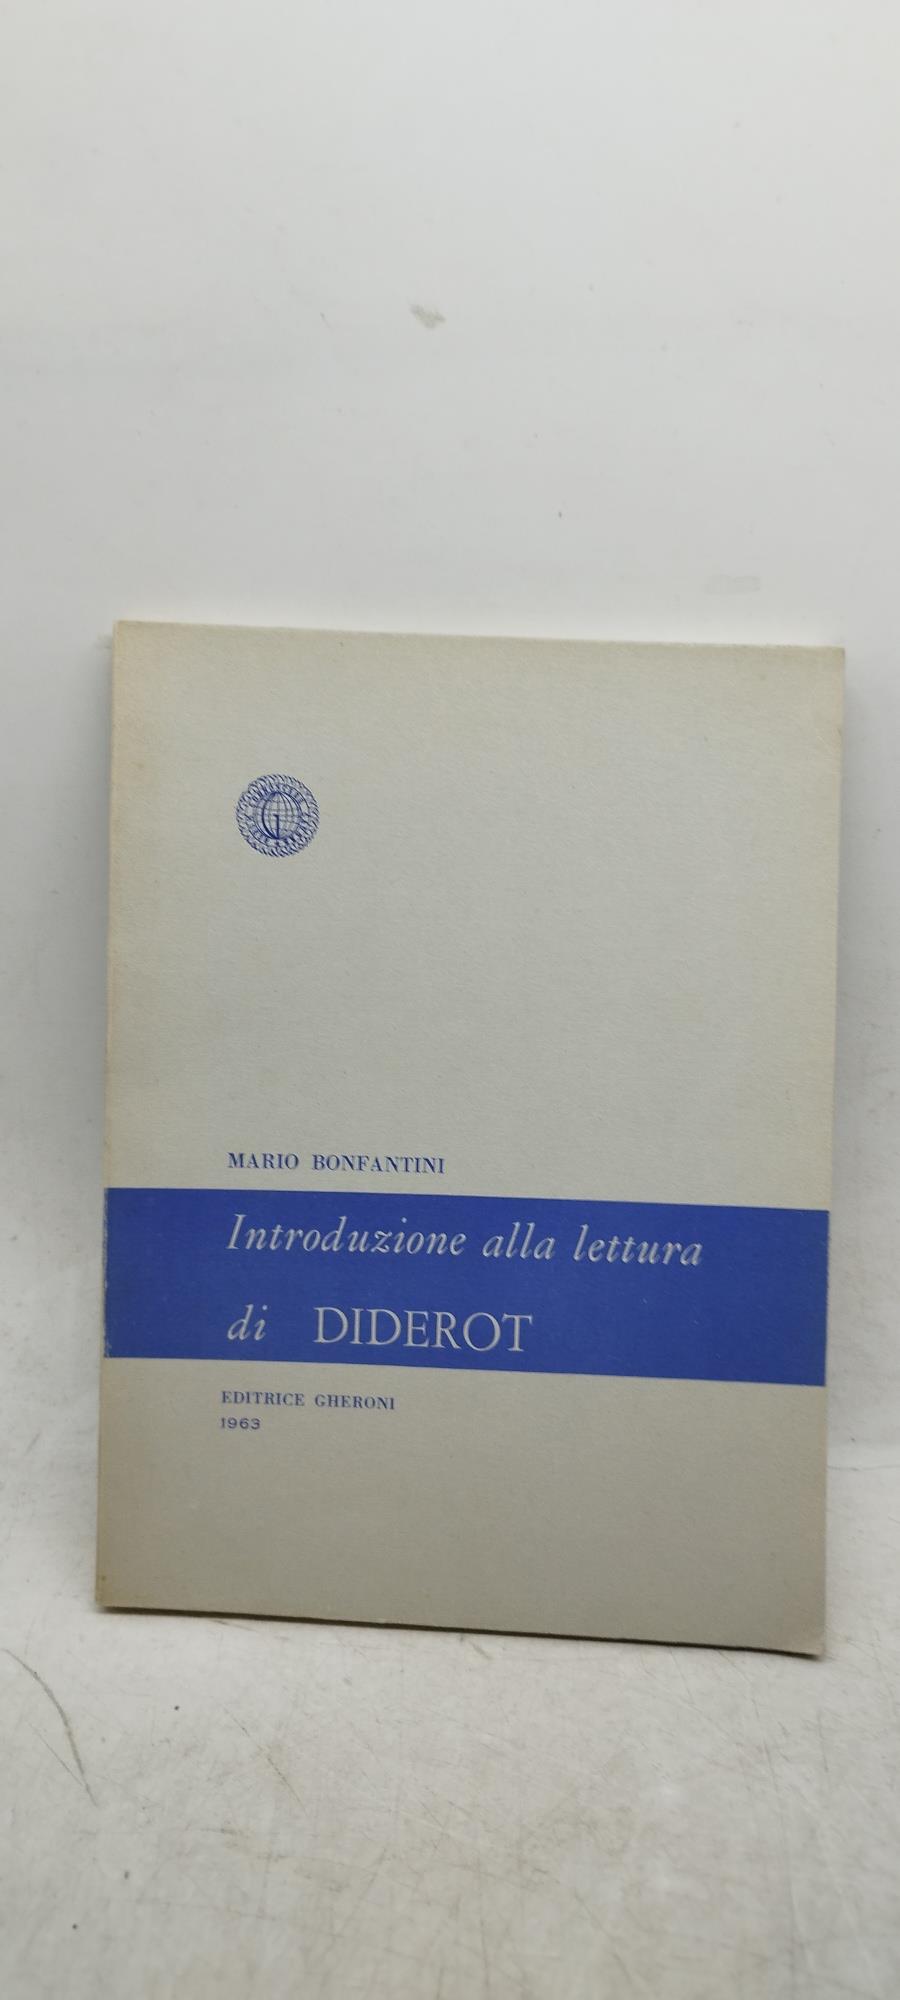 MARIO BONFANTINI
Introduzione alla lettura
di DIDEROT
EDITRICE GHERONI
1963